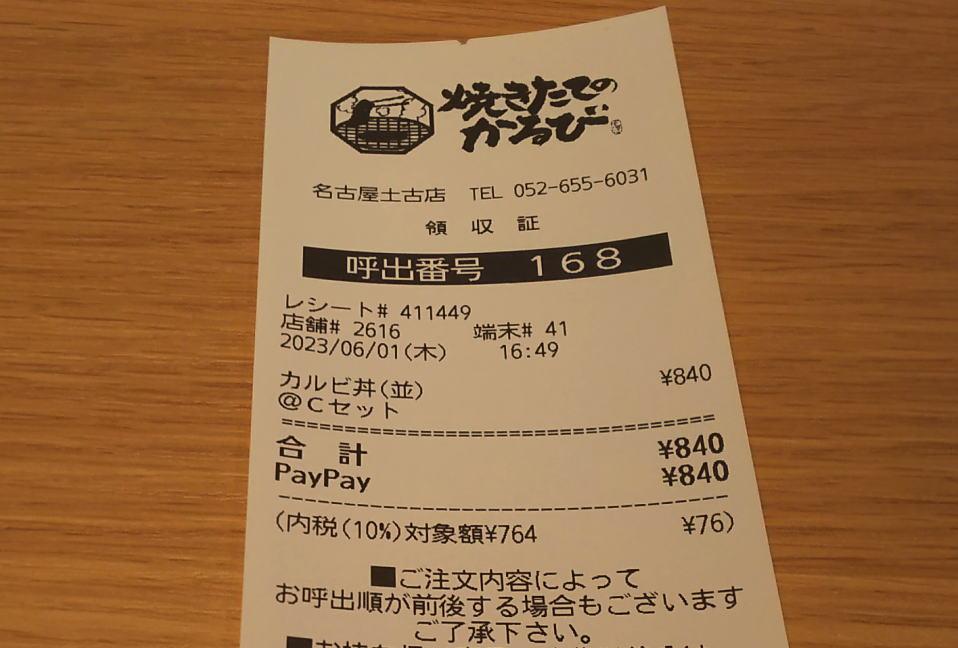 焼きたての
かるび
名古屋土古店 TEL 052-655-6031
領 収 証
呼出番号 168
レシート# 411449
店舗# 2616 端末# 41
2023/06/01(木) 16:49
カルビ丼(並) ¥840
@Cセット
合 計 ¥840
PayPay ¥840
(内税(10%)対象額¥764 ¥76)
■ご注文内容によって
お呼出順が前後する場合もございます
ご了承下さい。